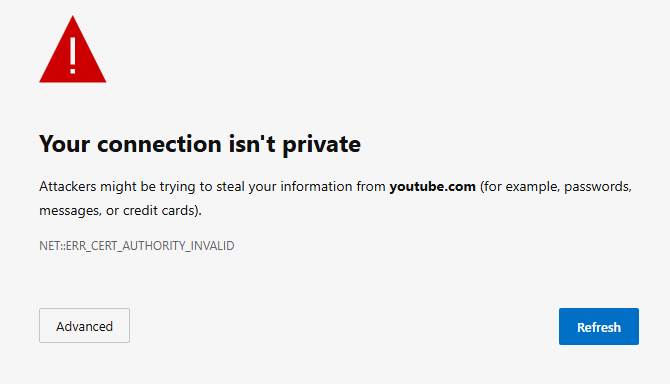 Your connection isn't private
Attackers might be trying to steal your information from youtube.com (for example, passwords,
messages, or credit cards).
NET::ERR_CERT_AUTHORITY_INVALID
Advanced
Refresh